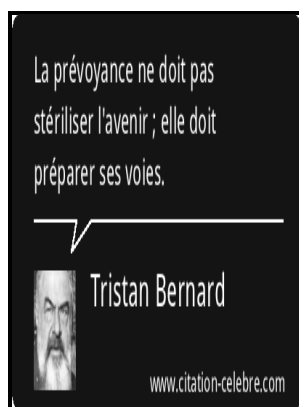 La prévoyance ne doit pas
stériliser l'avenir ; elle doit
préparer ses voies.
Tristan Bernard
www.citation-celebre.com